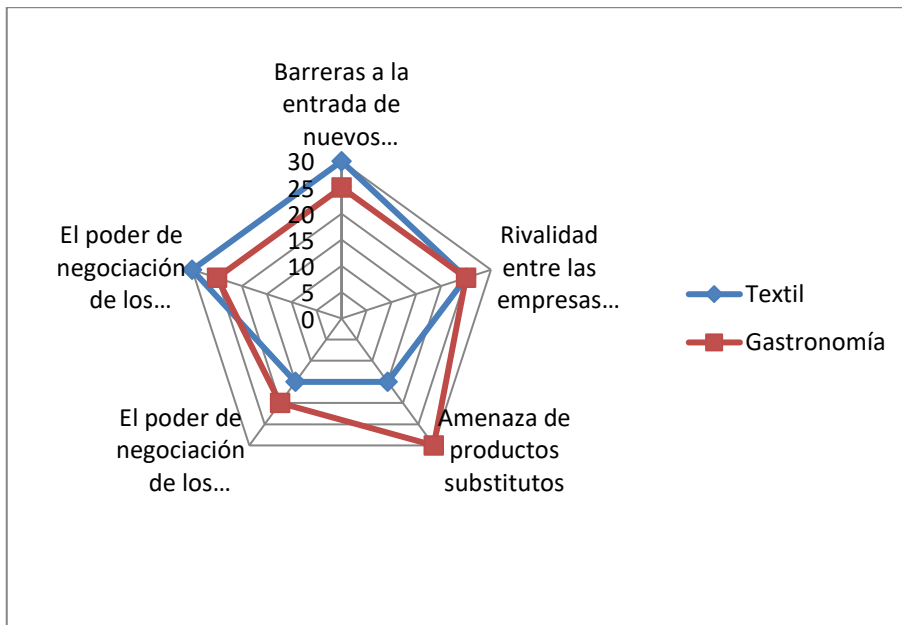 Barreras a la
entrada de
nuevos...
30
25
20
15
10
5
0
Rivalidad
entre las
empresas...
Amenaza de
productos
substitutos
El poder de
negociación
de los...
El poder de
negociación
de los...
Textil
Gastronomía